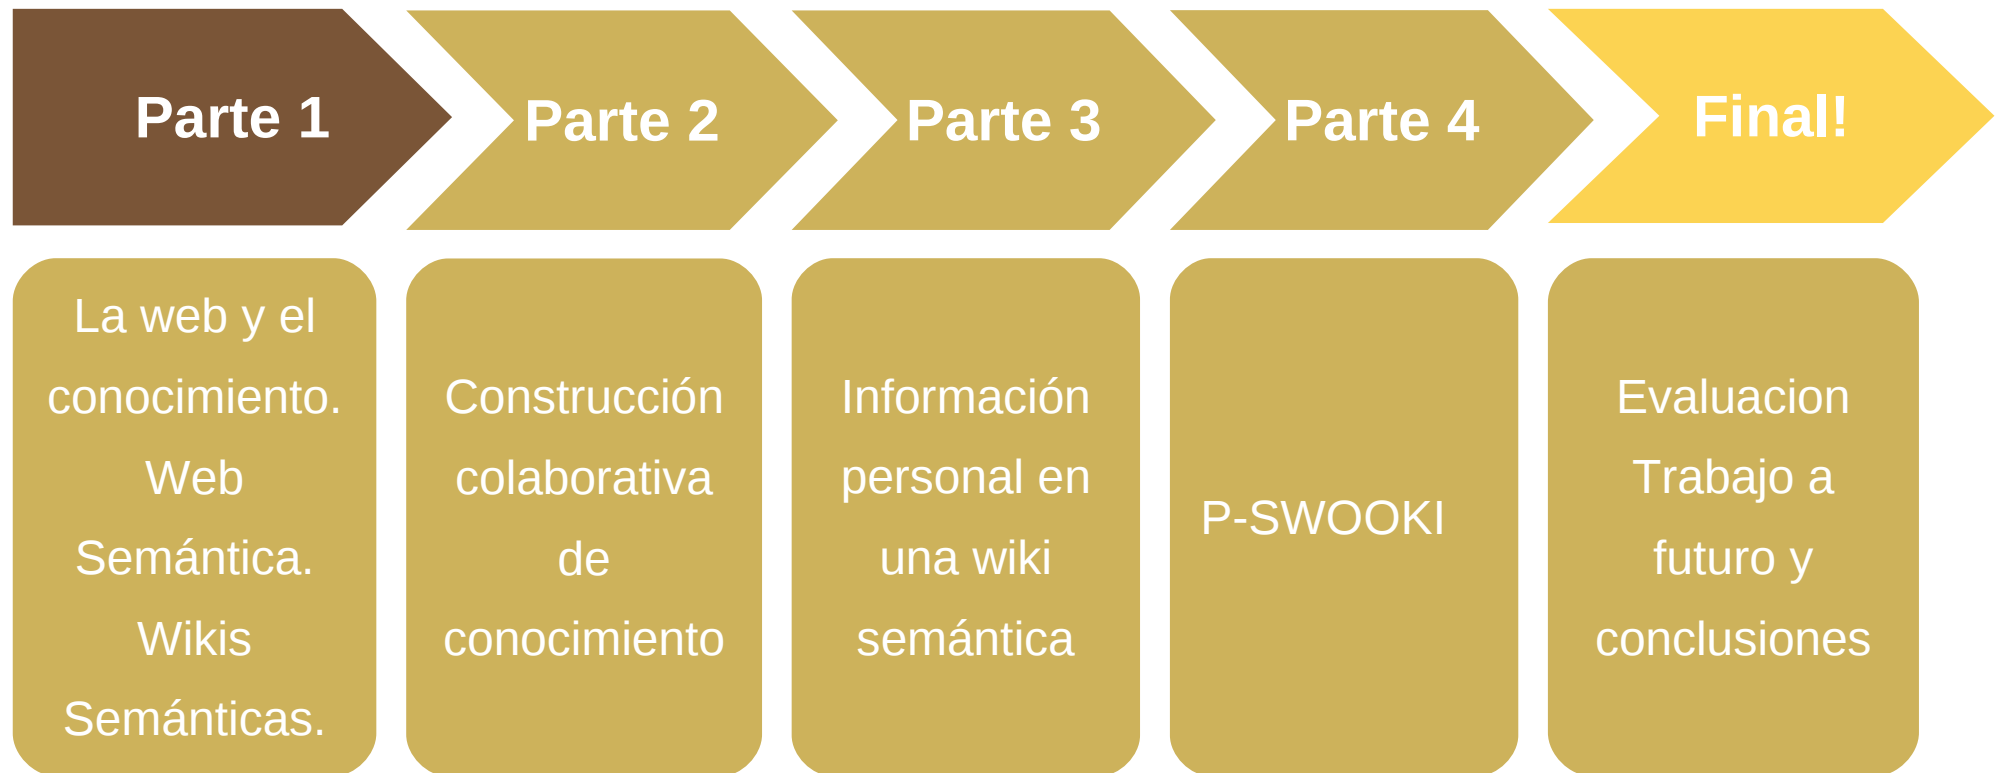 Parte 1
Parte 2
Parte 3
Parte 4
Final!
La web y el
conocimiento.
Web
Semántica.
Wikis
Semánticas.
Construcción
colaborativa
de
conocimiento
Información
personal en
una wiki
semántica
P-SWOOKI
Evaluacion
Trabajo a
futuro y
conclusiones